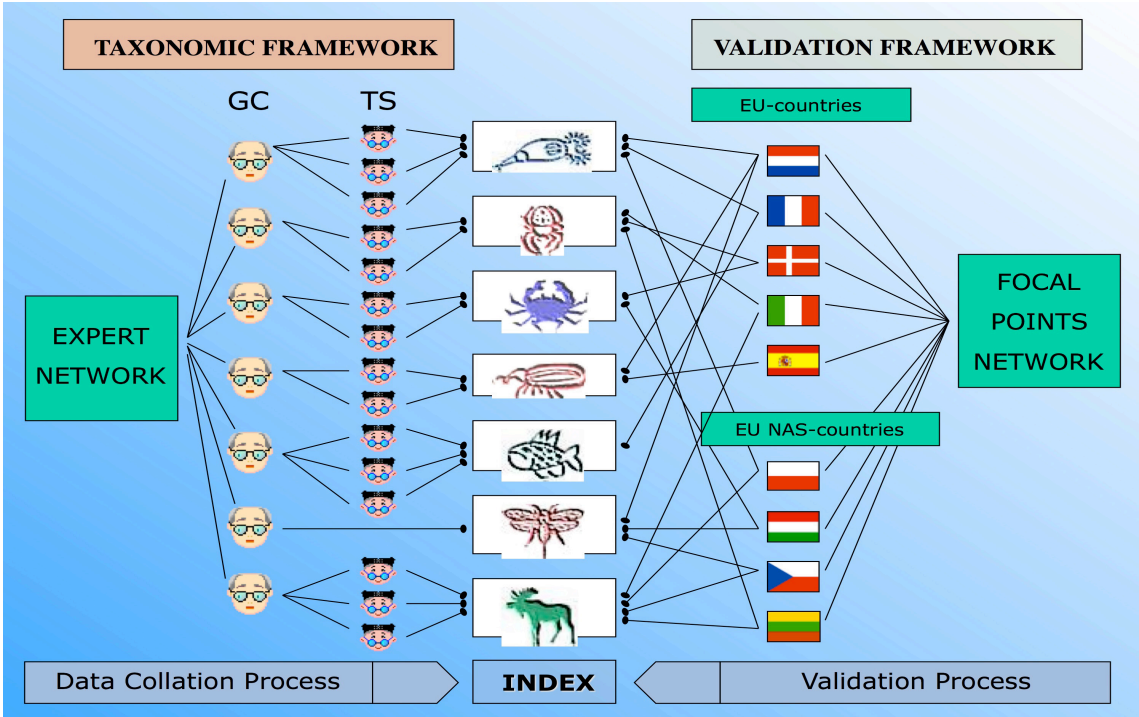 TAXONOMIC FRAMEWORK
VALIDATION FRAMEWORK
GC
TS
EU-countries
EXPERT
NETWORK
FOCAL
POINTS
NETWORK
EU NAS-countries
Data Collation Process
INDEX
Validation Process